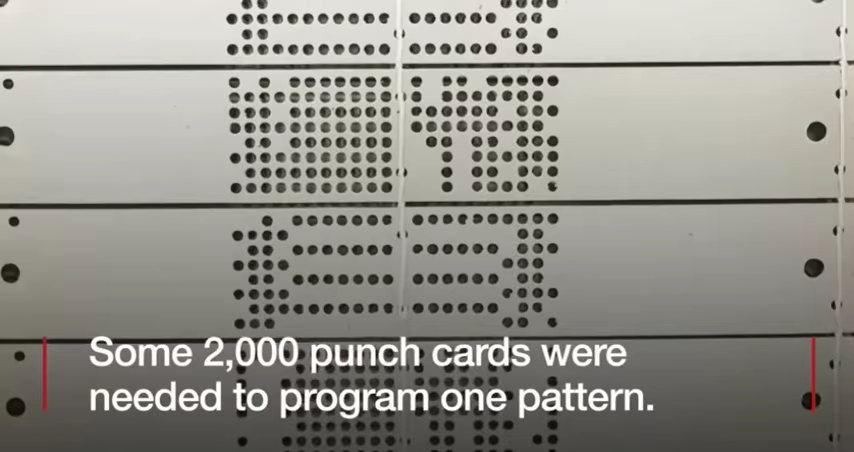 Some 2,000 punch cards were
needed to program one pattern.